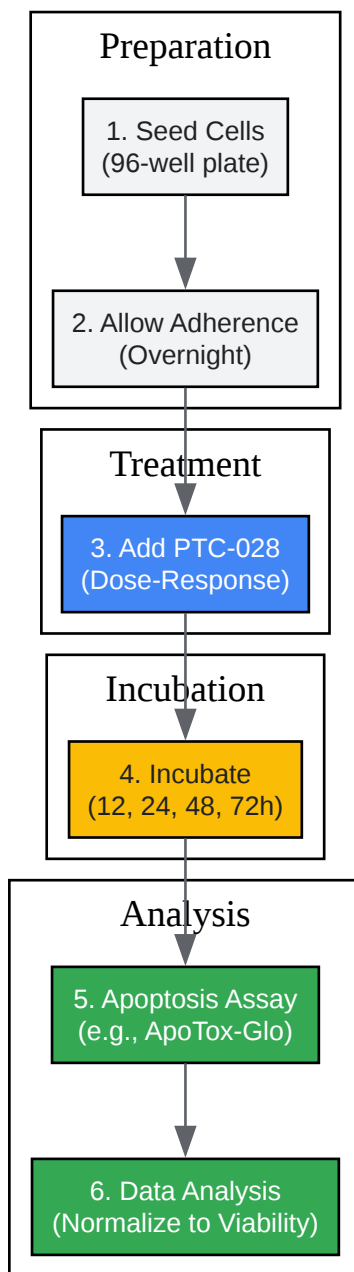 Preparation
1. Seed Cells
(96-well plate)
2. Allow Adherence
(Overnight)
Treatment
3. Add PTC-028
(Dose-Response)
Incubation
4. Incubate
(12, 24, 48, 72h)
Analysis
5. Apoptosis Assay
(e.g., ApoTox-Glo)
6. Data Analysis
(Normalize to Viability)